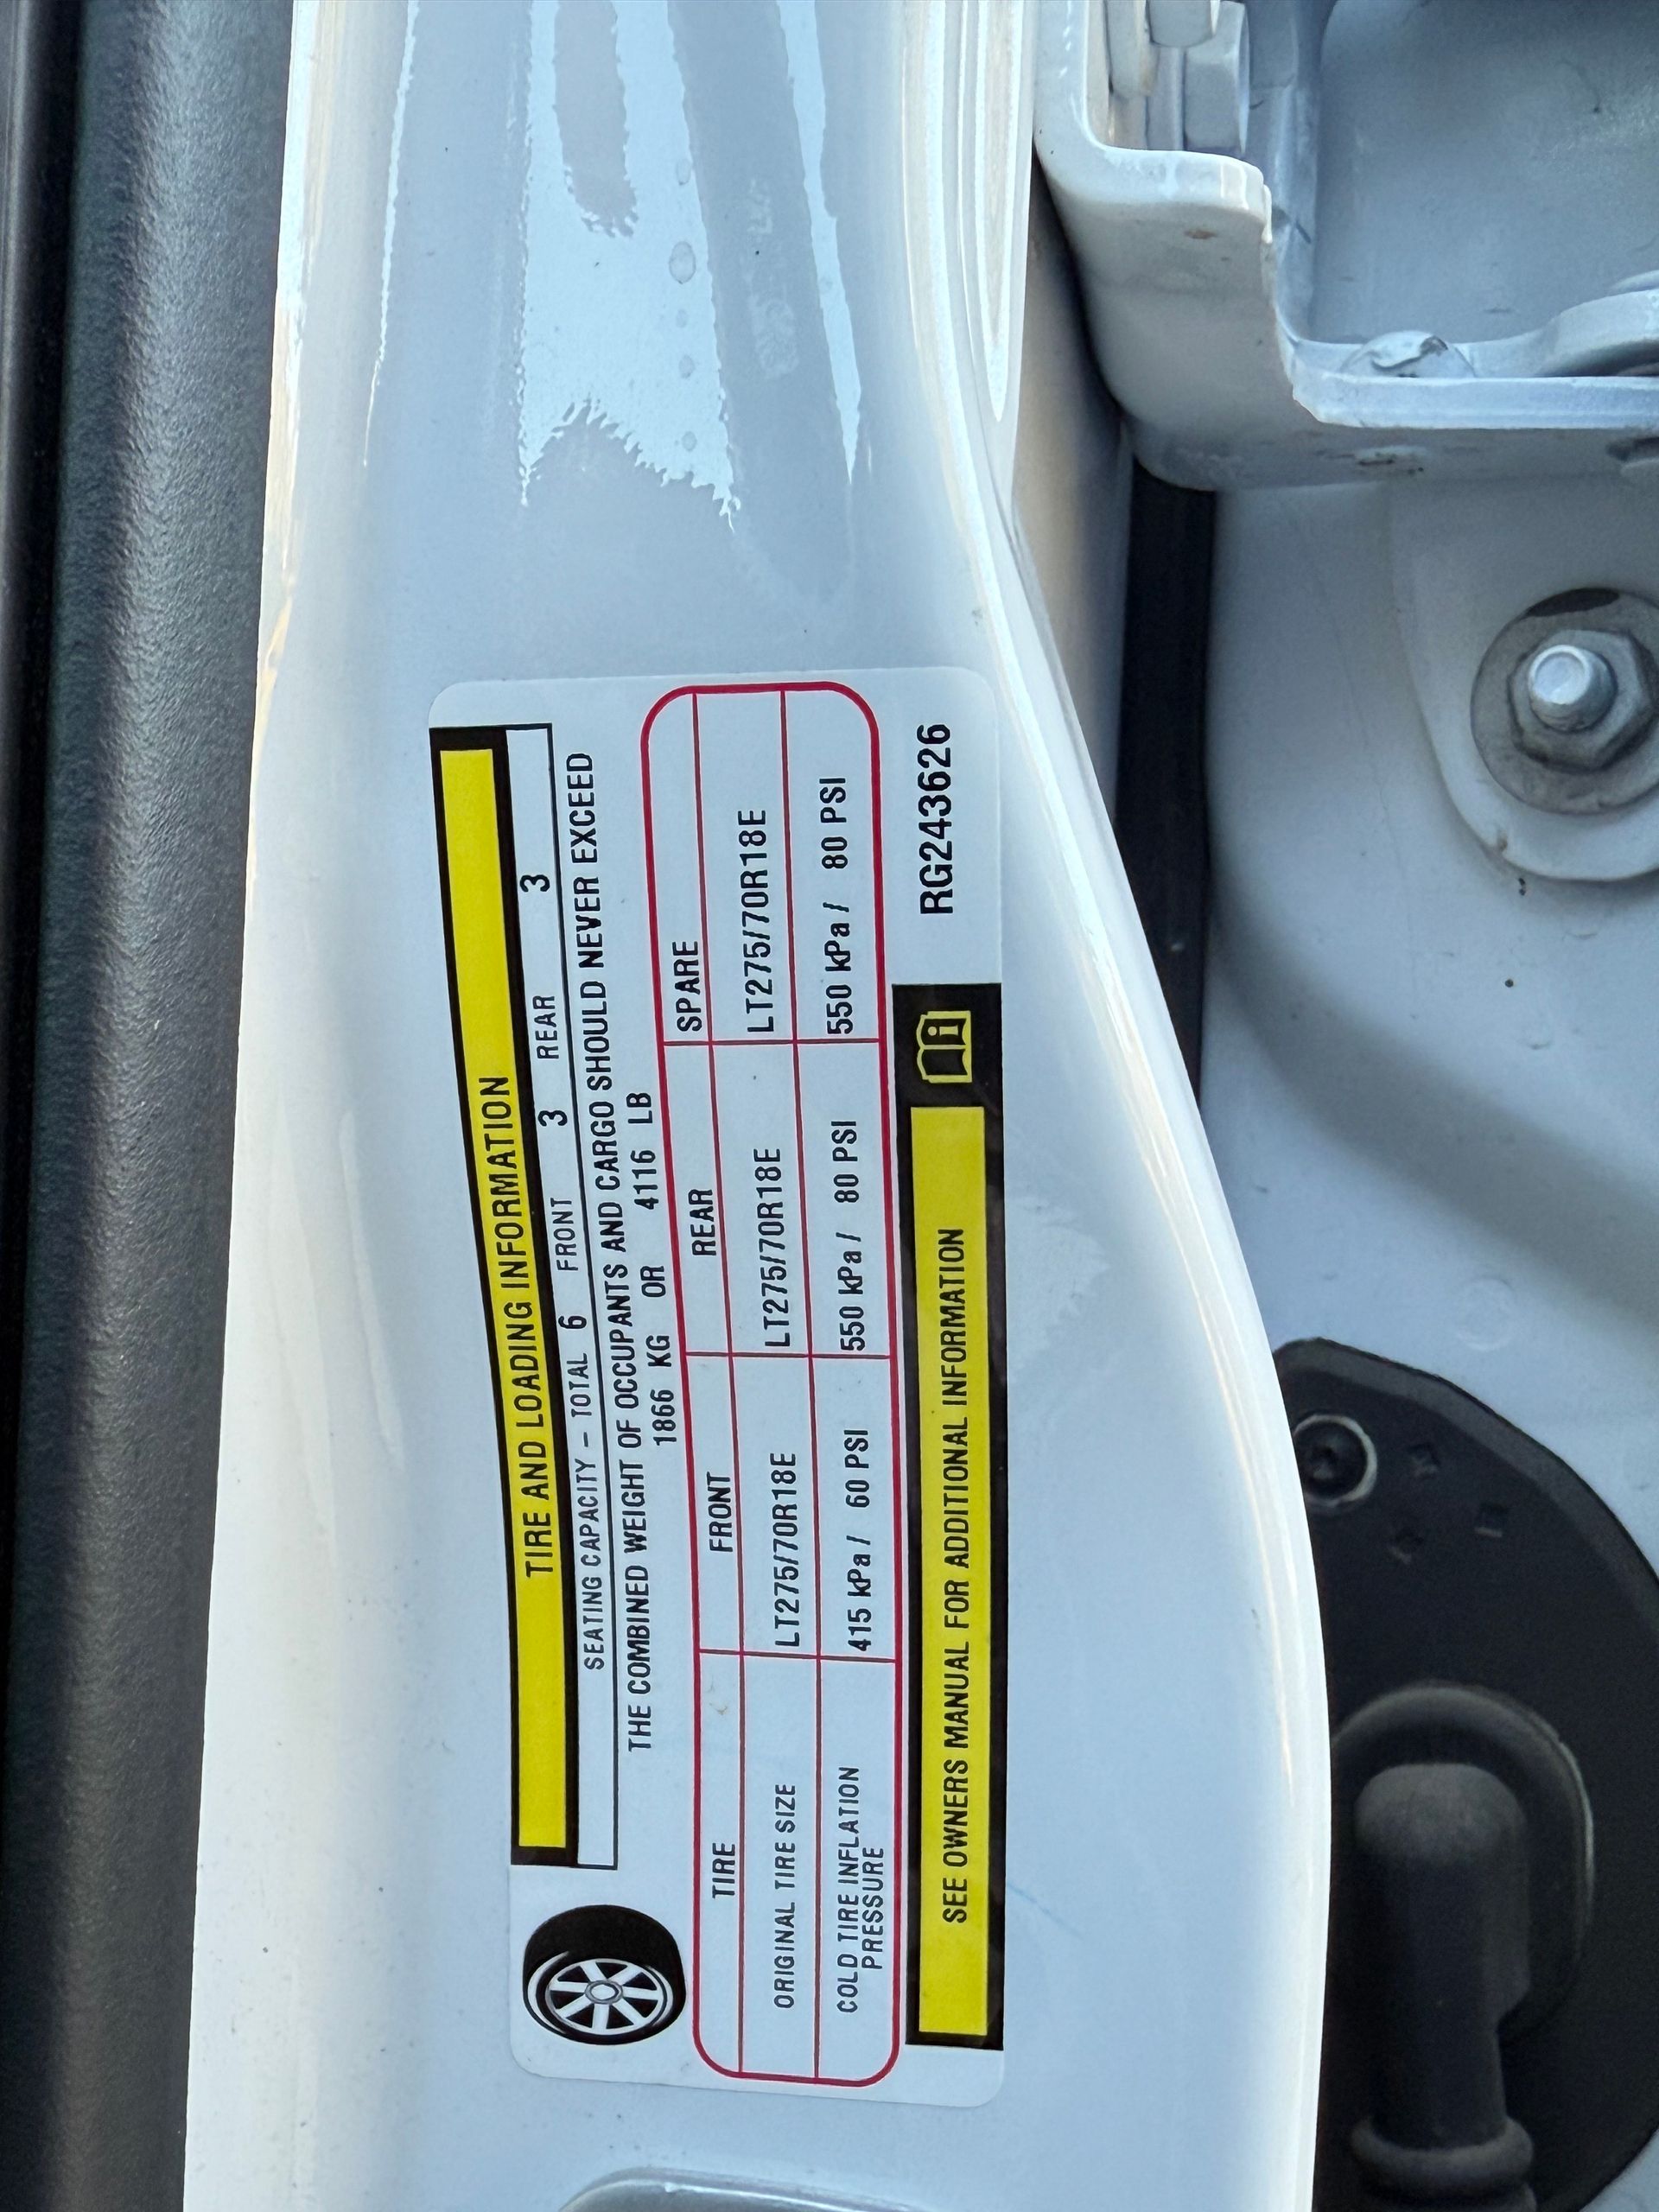 TIRE AND LOADING INFORMATION
SEATING CAPACITY - TOTAL 6 FRONT 3 REAR 3
THE COMBINED WEIGHT OF OCCUPANTS AND CARGO SHOULD NEVER EXCEED
1866 KG OR 4116 LB
TIRE FRONT REAR SPARE
ORIGINAL TIRE SIZE LT275/70R18E LT275/70R18E LT275/70R18E
COLD TIRE INFLATION
PRESSURE 415 kPa / 60 PSI 550 kPa / 80 PSI 550 kPa / 80 PSI
SEE OWNERS MANUAL FOR ADDITIONAL INFORMATION
RG243626